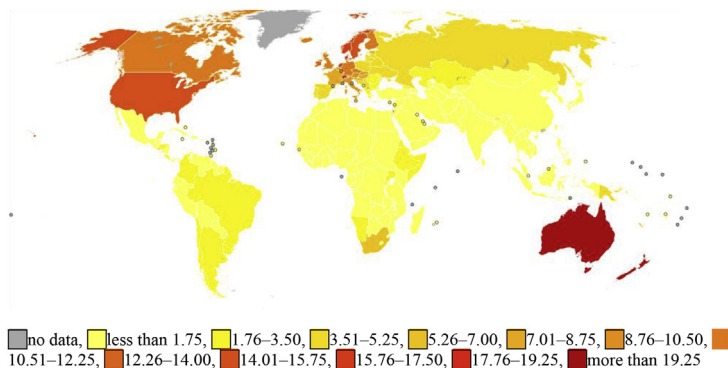 no data, less than 1.75, 1.76–3.50, 3.51–5.25, 5.26–7.00, 7.01–8.75, 8.76–10.50,
10.51–12.25, 12.26–14.00, 14.01–15.75, 15.76–17.50, 17.76–19.25, more than 19.25